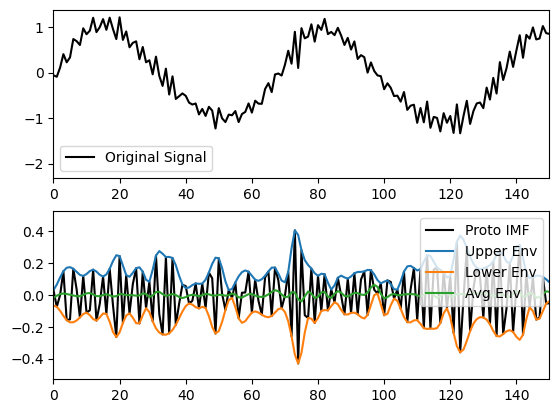 1
0
−1
−2
Original Signal
0 20 40 60 80 100 120 140
0.4
0.2
0.0
−0.2
−0.4
Proto IMF
Upper Env
Lower Env
Avg Env
0 20 40 60 80 100 120 140